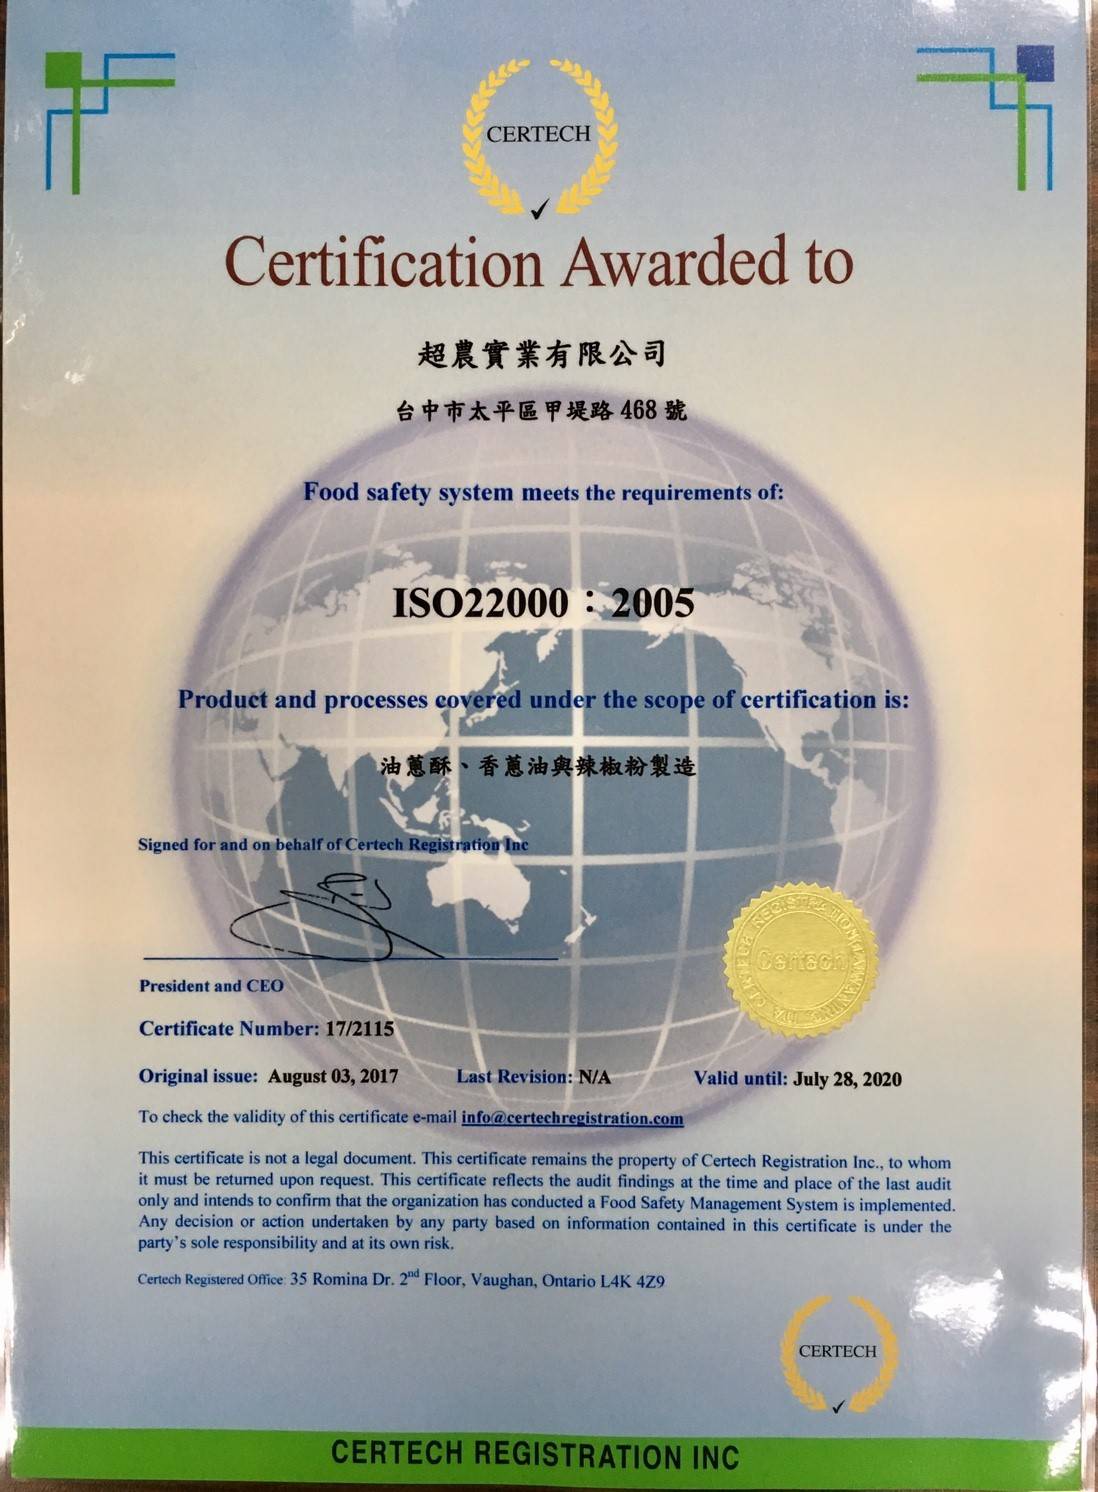 CERTECH
Certification Awarded to
超農實業有限公司
台中市太平區甲堤路 468 號
Food safety system meets the requirements of:
ISO22000：2005
Product and processes covered under the scope of certification is:
油蔥酥、香蔥油與辣椒粉製造
Signed for and on behalf of Certech Registration Inc
President and CEO
Certificate Number: 17/2115
Original issue: August 03, 2017 Last Revision: N/A Valid until: July 28, 2020
To check the validity of this certificate e-mail info@certechregistration.com
This certificate is not a legal document. This certificate remains the property of Certech Registration Inc., to whom
it must be returned upon request. This certificate reflects the audit findings at the time and place of the last audit
only and intends to confirm that the organization has conducted a Food Safety Management System is implemented.
Any decision or action undertaken by any party based on information contained in this certificate is under the
party's sole responsibility and at its own risk.
Certech Registered Office: 35 Romina Dr. 2nd Floor, Vaughan, Ontario L4K 4Z9
Certech
CERTECH
CERTECH REGISTRATION INC